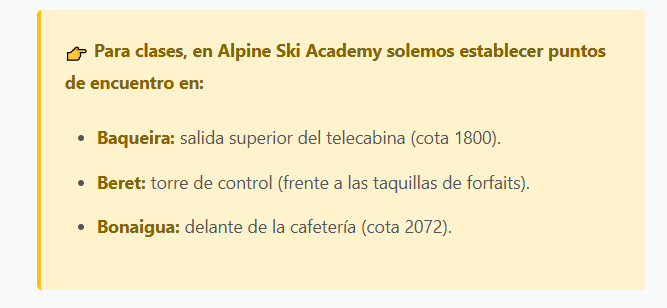 👉 Para clases, en Alpine Ski Academy solemos establecer puntos
de encuentro en:
• Baqueira: salida superior del telecabina (cota 1800).
• Beret: torre de control (frente a las taquillas de forfaits).
• Bonaigua: delante de la cafetería (cota 2072).